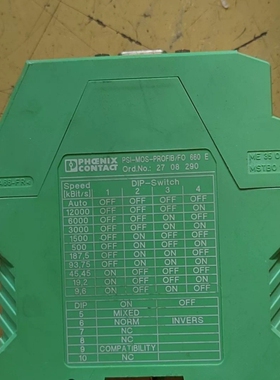 PHŒNIX CONTACT
PSI-MOS-PROFIB/FO 660 E
Ord.No.: 27 08 290
Speed [kBit/s] DIP-Switch
1 2 3 4
Auto OFF OFF OFF OFF
12000 OFF OFF OFF ON
6000 OFF OFF ON OFF
3000 OFF OFF ON ON
1500 OFF ON OFF OFF
500 OFF ON OFF ON
187,5 OFF ON ON OFF
93,75 OFF ON ON ON
45,45 ON OFF OFF OFF
19,2 ON OFF OFF ON
9,6 ON OFF ON OFF
DIP ON OFF
5 MIXED
6 NORM INVERS
7 NC
8 NC
9 COMPATIBILITY
10 NC
ME 35 C
MSTBO